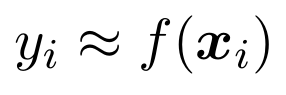 yᵢ ≈ f(𝒙ᵢ)